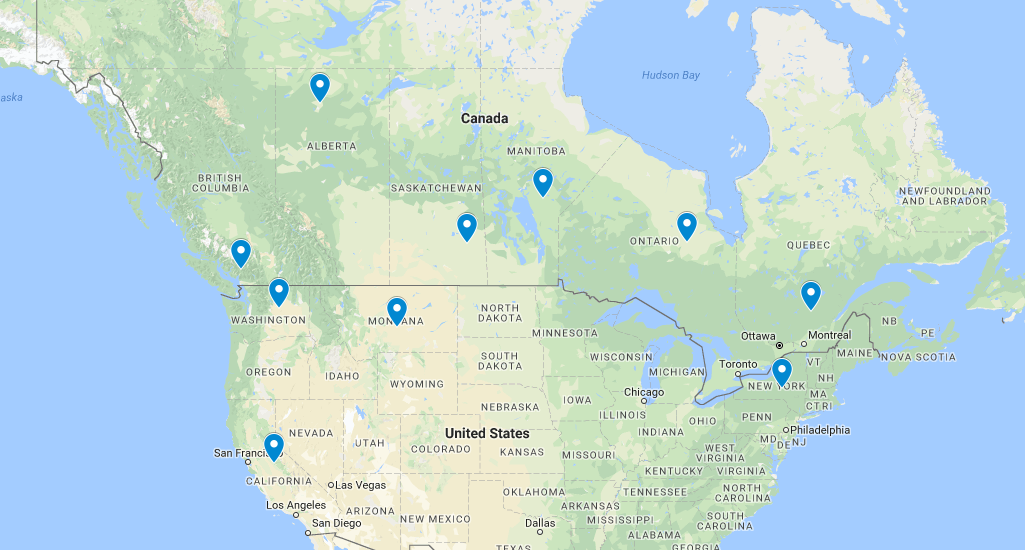 Hudson Bay
aska
Canada
ALBERTA
MANITOBA
BRITISH
COLUMBIA
SASKATCHEWAN
NEWFOUNDLAND
AND LABRADOR
ONTARIO
QUEBEC
WASHINGTON
MONTANA
NORTH
DAKOTA
MINNESOTA
NB
PE
Ottawa
Montreal
MAINE
NOVA SCOTIA
OREGON
IDAHO
SOUTH
DAKOTA
WISCONSIN
MICHIGAN
Toronto
VT
NH
WYOMING
NEW YORK
MA
CT RI
Chicago
IOWA
NEBRASKA
ILLINOIS
INDIANA
OHIO
PENN
Philadelphia
MD
DE
NJ
NEVADA
UTAH
United States
COLORADO
KANSAS
MISSOURI
WEST
VIRGINIA
VIRGINIA
KENTUCKY
San Francisc
CALIFORNIA
Las Vegas
OKLAHOMA
TENNESSEE
NORTH
CAROLINA
Los Angeles
ARIZONA
NEW MEXICO
ARKANSAS
MISSISSIPPI
SOUTH
CAROLINA
San Diego
Dallas
ALABAMA
TEXAS
GEORGIA